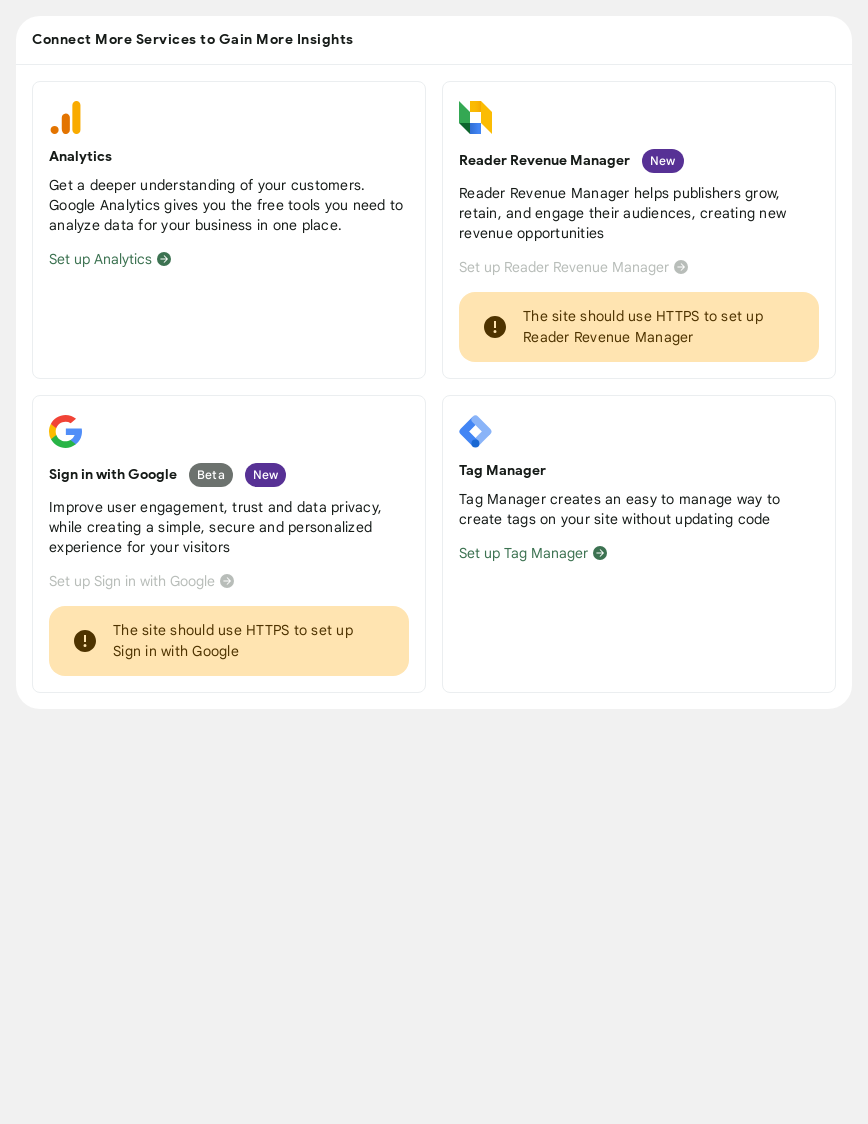 Connect More Services to Gain More Insights
Analytics
Get a deeper understanding of your customers.
Google Analytics gives you the free tools you need to
analyze data for your business in one place.
Set up Analytics
Reader Revenue Manager New
Reader Revenue Manager helps publishers grow,
retain, and engage their audiences, creating new
revenue opportunities
Set up Reader Revenue Manager
The site should use HTTPS to set up
Reader Revenue Manager
Sign in with Google Beta New
Improve user engagement, trust and data privacy,
while creating a simple, secure and personalized
experience for your visitors
Set up Sign in with Google
The site should use HTTPS to set up
Sign in with Google
Tag Manager
Tag Manager creates an easy to manage way to
create tags on your site without updating code
Set up Tag Manager